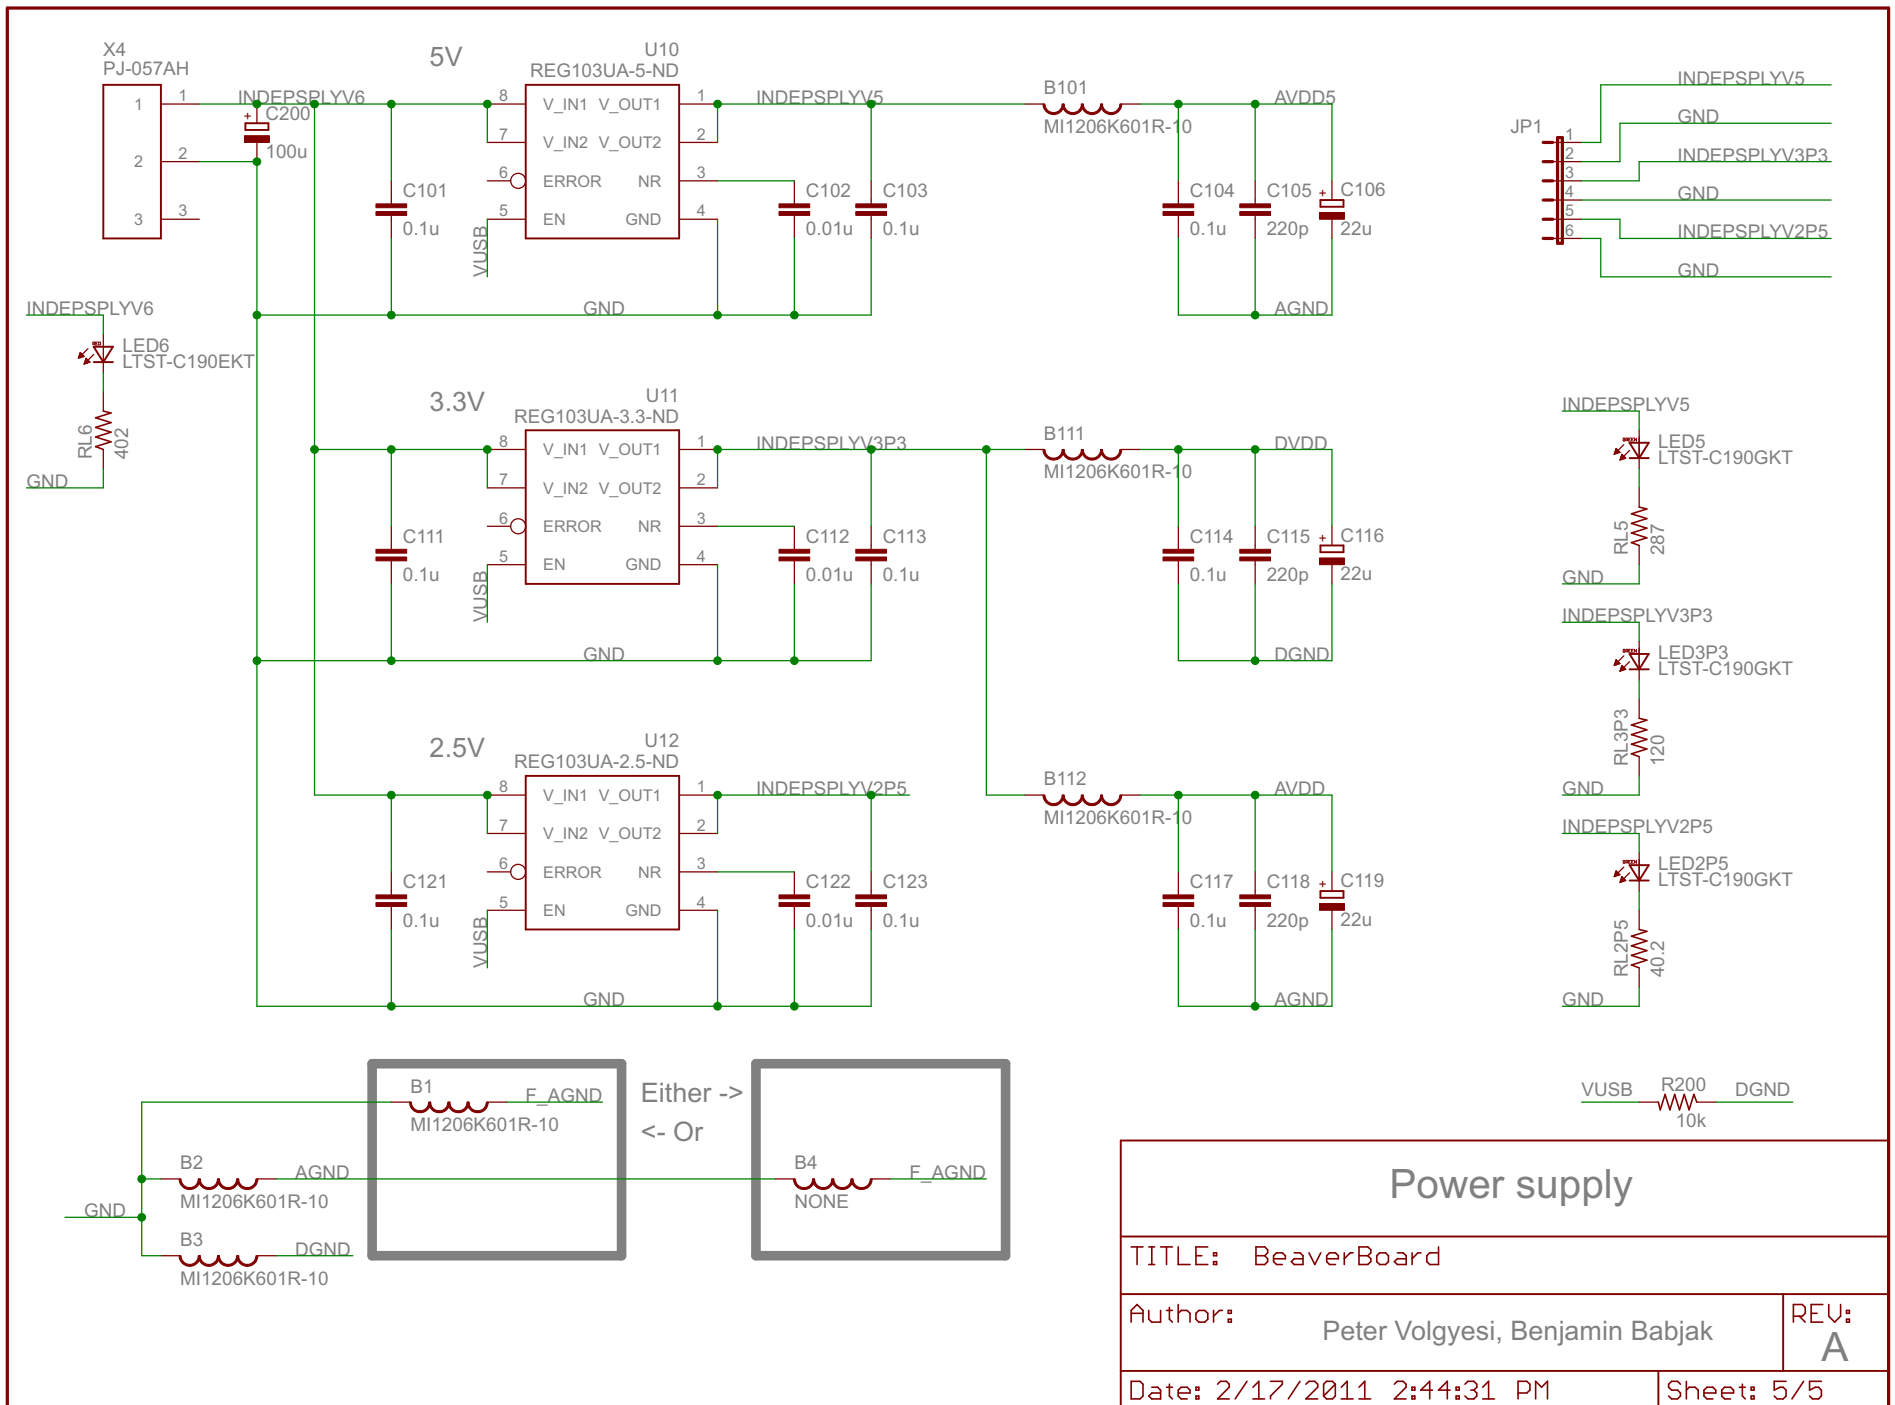 X4
PJ-057AH
1
1
2
2
3
3
INDEPSPLYV6
+
C200
100u
5V
U10
REG103UA-5-ND
8
V_IN1
V_OUT1
1
7
V_IN2
V_OUT2
2
6
ERROR
NR
3
5
EN
GND
4
VUSB
C101
0.1u
INDEPSPLYV5
C102
0.01u
C103
0.1u
GND
B101
MI1206K601R-10
AVDD5
C104
0.1u
C105
220p
+
C106
22u
AGND
JP1
1
2
3
4
5
6
INDEPSPLYV5
GND
INDEPSPLYV3P3
GND
INDEPSPLYV2P5
GND
INDEPSPLYV6
RED
LED6
LTST-C190EKT
RL6
402
GND
3.3V
U11
REG103UA-3.3-ND
8
V_IN1
V_OUT1
1
7
V_IN2
V_OUT2
2
6
ERROR
NR
3
5
EN
GND
4
VUSB
C111
0.1u
INDEPSPLYV3P3
C112
0.01u
C113
0.1u
GND
B111
MI1206K601R-10
DVDD
C114
0.1u
C115
220p
+
C116
22u
DGND
INDEPSPLYV5
GREEN
LED5
LTST-C190GKT
RL5
287
GND
INDEPSPLYV3P3
GREEN
LED3P3
LTST-C190GKT
RL3P3
120
GND
2.5V
U12
REG103UA-2.5-ND
8
V_IN1
V_OUT1
1
7
V_IN2
V_OUT2
2
6
ERROR
NR
3
5
EN
GND
4
VUSB
C121
0.1u
INDEPSPLYV2P5
C122
0.01u
C123
0.1u
GND
B112
MI1206K601R-10
AVDD
C117
0.1u
C118
220p
+
C119
22u
AGND
INDEPSPLYV2P5
GREEN
LED2P5
LTST-C190GKT
RL2P5
40.2
GND
B1
F_AGND
MI1206K601R-10
Either ->
<- Or
B2
AGND
MI1206K601R-10
GND
B3
DGND
MI1206K601R-10
B4
F_AGND
NONE
VUSB
R200
DGND
10k
Power supply
TITLE: BeaverBoard
Author:
Peter Volgyesi, Benjamin Babjak
REV:
A
Date: 2/17/2011 2:44:31 PM
Sheet: 5/5